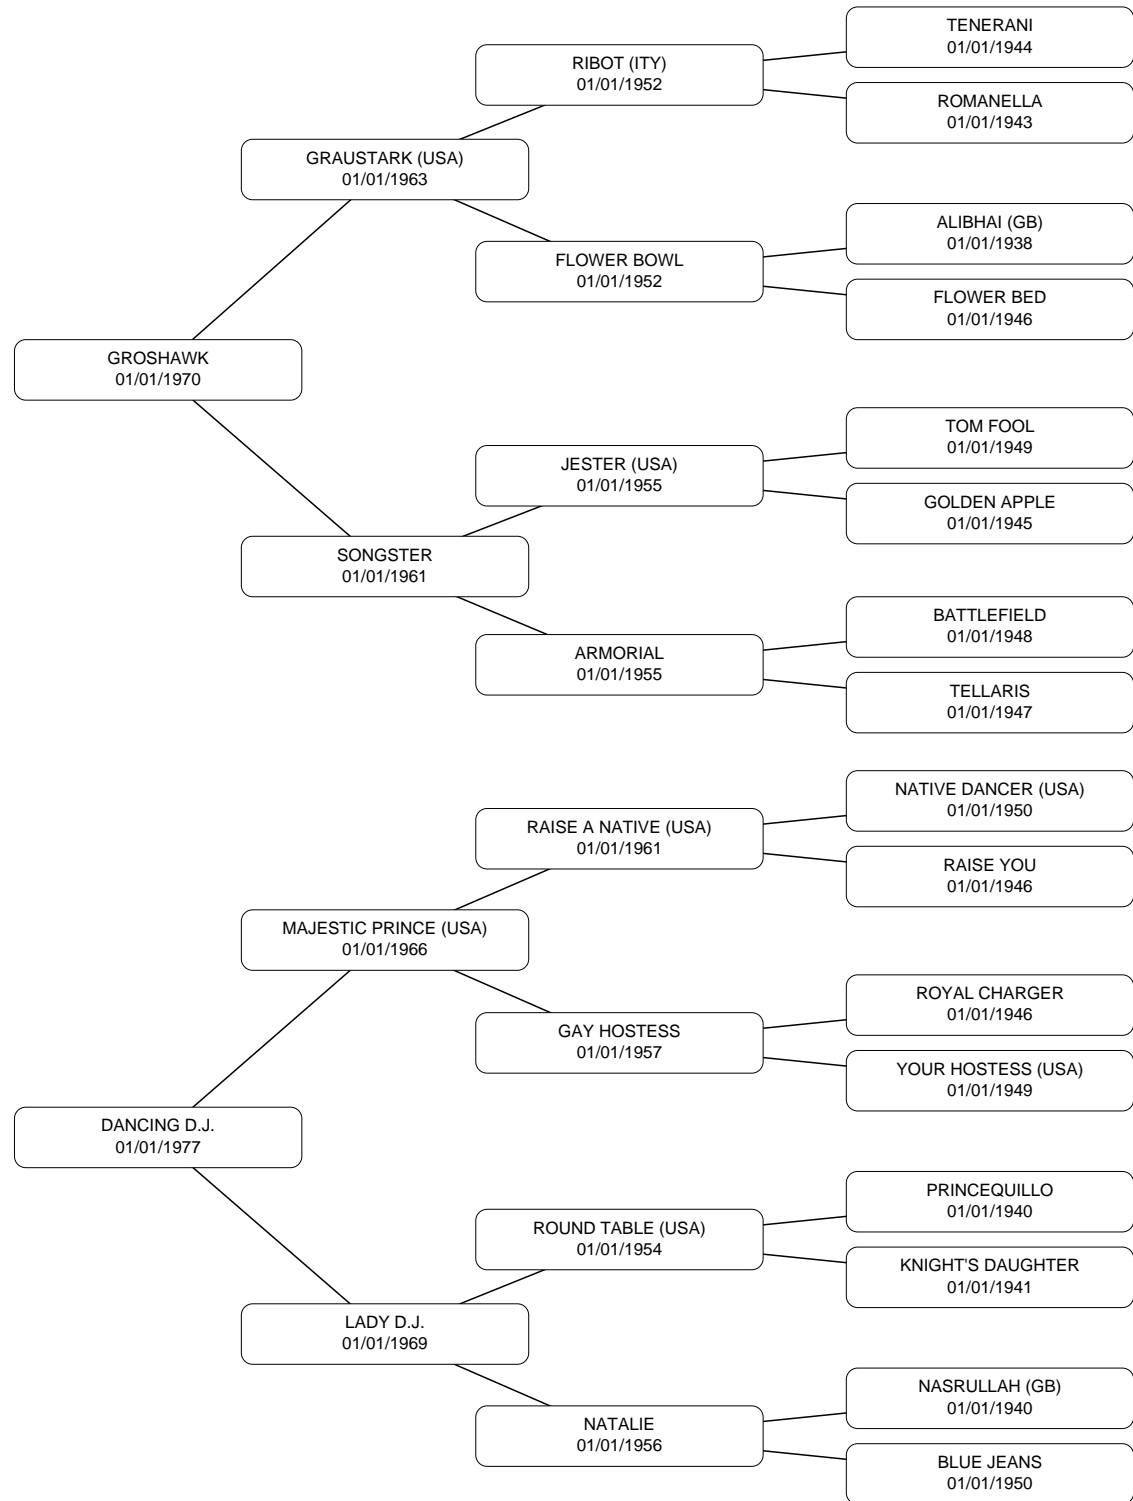 TENERANI
01/01/1944
RIBOT (ITY)
01/01/1952
ROMANELLA
01/01/1943
GRAUSTARK (USA)
01/01/1963
ALIBHAI (GB)
01/01/1938
FLOWER BOWL
01/01/1952
FLOWER BED
01/01/1946
GROSHAWK
01/01/1970
TOM FOOL
01/01/1949
JESTER (USA)
01/01/1955
GOLDEN APPLE
01/01/1945
SONGSTER
01/01/1961
BATTLEFIELD
01/01/1948
ARMORIAL
01/01/1955
TELLARIS
01/01/1947
NATIVE DANCER (USA)
01/01/1950
RAISE A NATIVE (USA)
01/01/1961
RAISE YOU
01/01/1946
MAJESTIC PRINCE (USA)
01/01/1966
ROYAL CHARGER
01/01/1946
GAY HOSTESS
01/01/1957
YOUR HOSTESS (USA)
01/01/1949
DANCING D.J.
01/01/1977
PRINCEQUILLO
01/01/1940
ROUND TABLE (USA)
01/01/1954
KNIGHT'S DAUGHTER
01/01/1941
LADY D.J.
01/01/1969
NASRULLAH (GB)
01/01/1940
NATALIE
01/01/1956
BLUE JEANS
01/01/1950